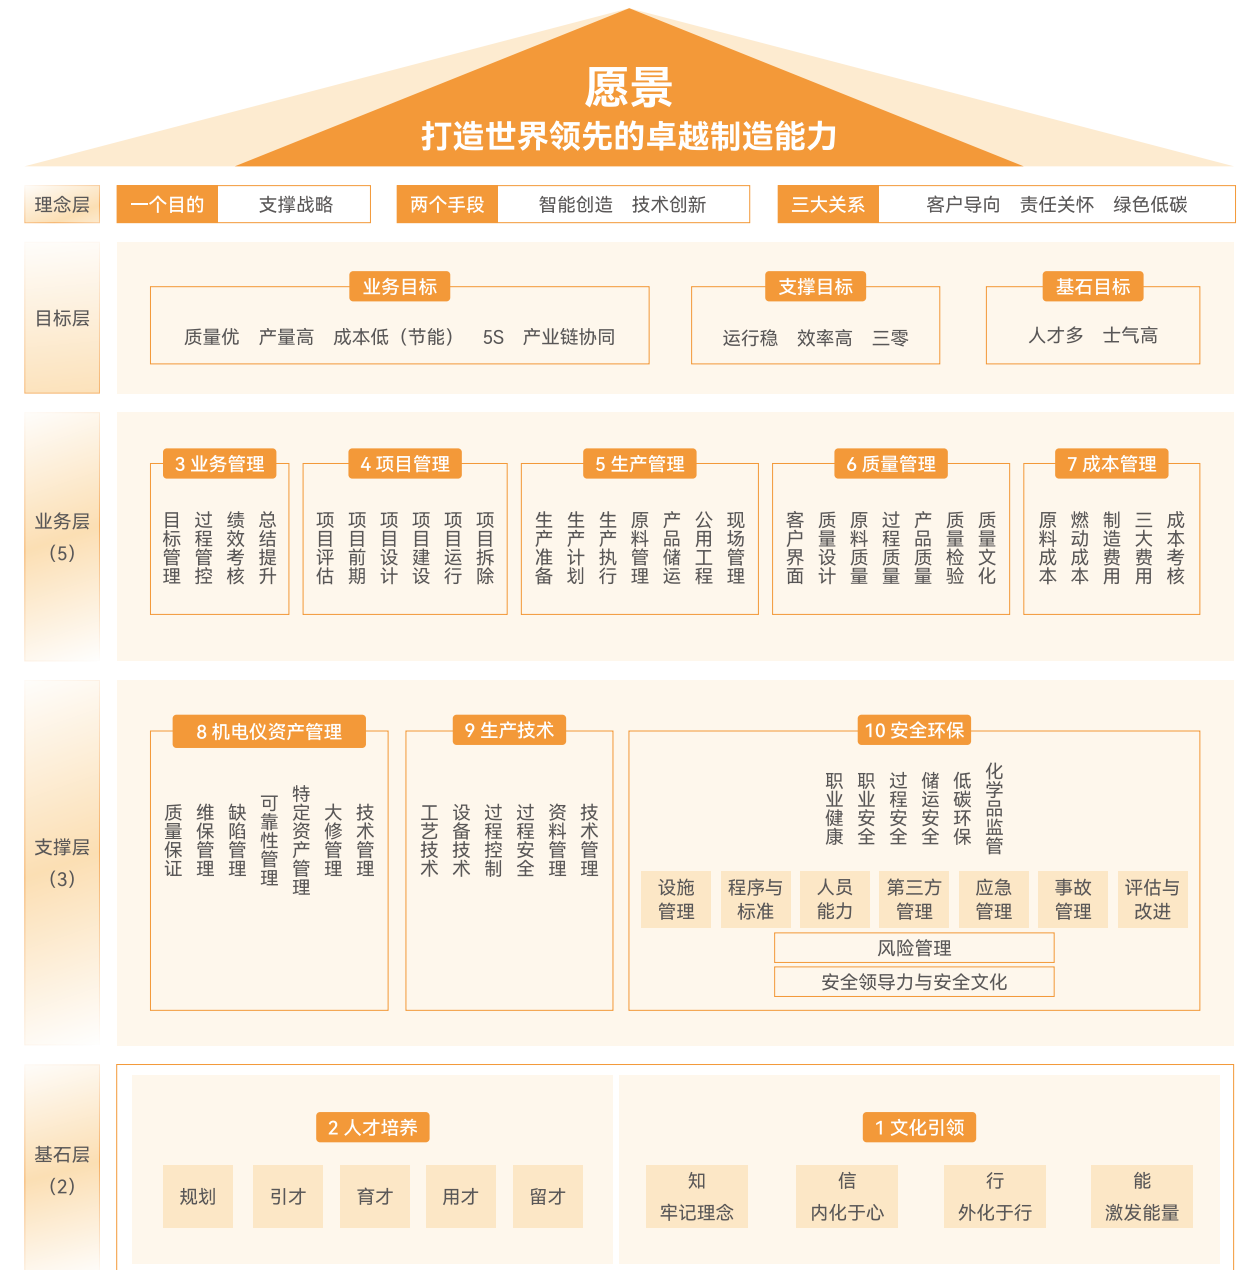 愿景
打造世界领先的卓越制造能力
理念层
一个目的
支撑战略
两个手段
智能创造 技术创新
三大关系
客户导向 责任关怀 绿色低碳
目标层
业务目标
质量优 产量高 成本低（节能） 5S 产业链协同
支撑目标
运行稳 效率高 三零
基石目标
人才多 士气高
业务层
（5）
3 业务管理
目标管理
过程管控
绩效考核
总结提升
4 项目管理
项目评估
项目前期
项目设计
项目建设
项目运行
项目拆除
5 生产管理
生产准备
生产计划
生产执行
原料管理
产品储运
公用工程
现场管理
6 质量管理
客户界面
质量设计
原料质量
过程质量
产品质量
质量检验
质量文化
7 成本管理
原料成本
燃动成本
制造费用
三大费用
成本考核
支撑层
（3）
8 机电仪资产管理
质量保证
维保管理
缺陷管理
可靠性管理
特定资产管理
大修管理
技术管理
9 生产技术
工艺技术
设备技术
过程控制
过程安全
资料管理
技术管理
10 安全环保
职业健康
职业安全
过程安全
储运安全
低碳环保
化学品监管
设施
管理
程序与
标准
人员
能力
第三方
管理
应急
管理
事故
管理
评估与
改进
风险管理
安全领导力与安全文化
基石层
（2）
2 人才培养
规划
引才
育才
用才
留才
1 文化引领
知
牢记理念
信
内化于心
行
外化于行
能
激发能量